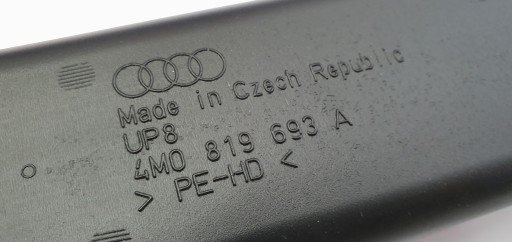 Made in Czech Republic
UP8
4M0 819 693 A
> PE-HD <